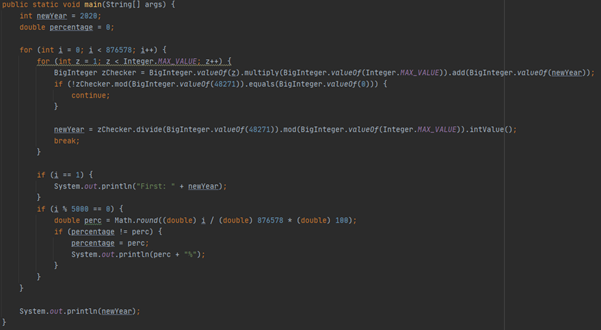 public static void main(String[] args) {
    int newYear = 2020;
    double percentage = 0;
    for (int i = 0; i < 876578; i++) {
        for (int z = 1; z < Integer.MAX_VALUE; z++) {
            BigInteger zChecker = BigInteger.valueOf(z).multiply(BigInteger.valueOf(Integer.MAX_VALUE)).add(BigInteger.valueOf(newYear));
            if (!zChecker.mod(BigInteger.valueOf(48271)).equals(BigInteger.valueOf(0))) {
                continue;
            }
            newYear = zChecker.divide(BigInteger.valueOf(48271)).mod(BigInteger.valueOf(Integer.MAX_VALUE)).intValue();
            break;
        }
        if (i == 1) {
            System.out.println("First: " + newYear);
        }
        if (i % 5000 == 0) {
            double perc = Math.round((double) i / (double) 876578 * (double) 100);
            if (percentage != perc) {
                percentage = perc;
                System.out.println(perc + "%");
            }
        }
    }
    System.out.println(newYear);
}